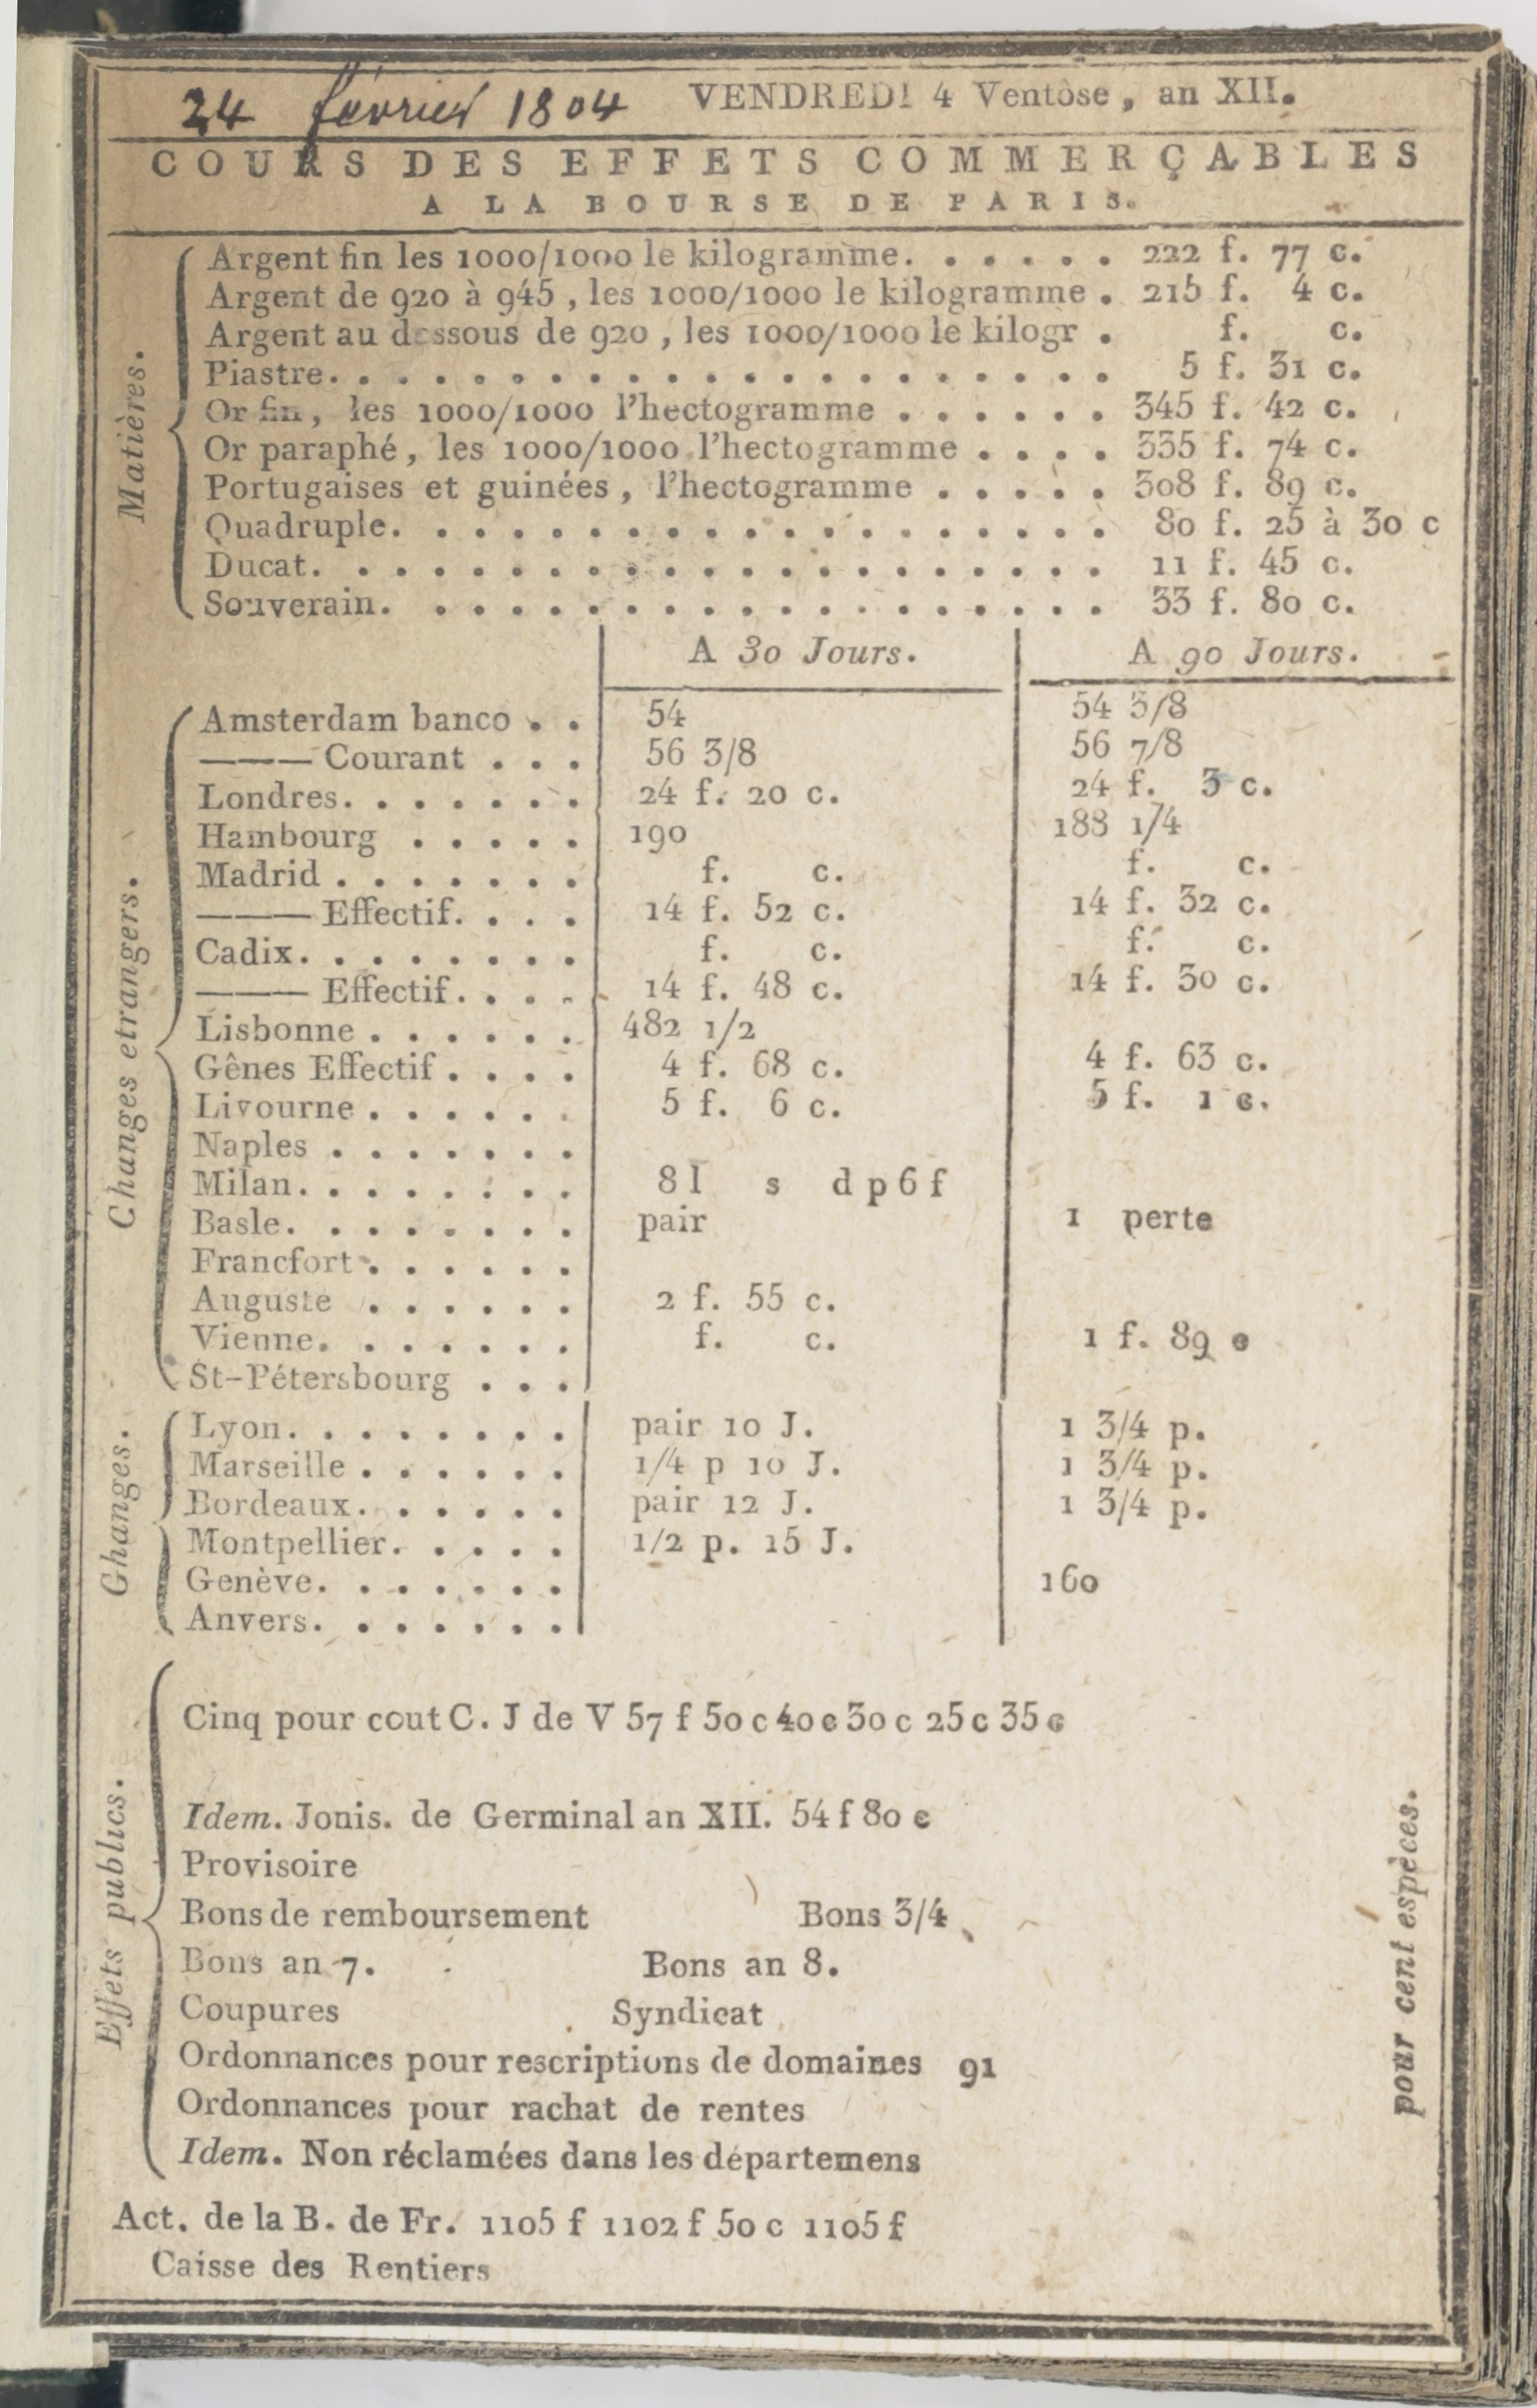 24 février 1804 VENDREDI 4 Ventôse, an XII.
COURS DES EFFETS COMMERÇABLES
A LA BOURSE DE PARIS.
Matières.
Argent fin les 1000/1000 le kilogramme. . . . . . 222 f. 77 c.
Argent de 920 à 945, les 1000/1000 le kilogramme . 215 f. 4 c.
Argent au dessous de 920, les 1000/1000 le kilogr . f. c.
Piastre. . . . . . . . . . . . . . . . . . . . . 5 f. 31 c.
Or fin, les 1000/1000 l'hectogramme . . . . . . 345 f. 42 c.
Or paraphé, les 1000/1000 l'hectogramme . . . . 335 f. 74 c.
Portugaises et guinées, l'hectogramme . . . . . 308 f. 89 c.
Quadruple. . . . . . . . . . . . . . . . . . . 80 f. 25 à 30 c
Ducat. . . . . . . . . . . . . . . . . . . . . 11 f. 45 c.
Souverain. . . . . . . . . . . . . . . . . . . 33 f. 80 c.
A 30 Jours. A 90 Jours.
Changes etrangers.
Amsterdam banco . . 54 54 3/8
——— Courant . . . 56 3/8 56 7/8
Londres. . . . . . . 24 f. 20 c. 24 f. 3 c.
Hambourg . . . . . 190 188 1/4
Madrid . . . . . . . f. c. f. c.
——— Effectif. . . . 14 f. 52 c. 14 f. 32 c.
Cadix. . . . . . . . f. c. f. c.
——— Effectif. . . . 14 f. 48 c. 14 f. 30 c.
Lisbonne . . . . . . 482 1/2
Gênes Effectif . . . . 4 f. 68 c. 4 f. 63 c.
Livourne . . . . . . 5 f. 6 c. 5 f. 1 c.
Naples . . . . . . .
Milan. . . . . . . . 8 l s d p 6 f
Basle. . . . . . . . pair 1 perte
Francfort . . . . . .
Auguste . . . . . . 2 f. 55 c.
Vienne. . . . . . . f. c. 1 f. 89 c
St-Pétersbourg . . .
Ghanges.
Lyon. . . . . . . . pair 10 J. 1 3/4 p.
Marseille . . . . . . 1/4 p 10 J. 1 3/4 p.
Bordeaux. . . . . . pair 12 J. 1 3/4 p.
Montpellier. . . . . 1/2 p. 15 J.
Genève. . . . . . . 160
Anvers. . . . . . .
Effets publics.
Cinq pour cout C. J de V 57 f 50 c 40 c 30 c 25 c 35 c
Idem. Jonis. de Germinal an XII. 54 f 80 c
Provisoire
Bons de remboursement Bons 3/4
Bons an 7. Bons an 8.
Coupures Syndicat
Ordonnances pour rescriptions de domaines 91
Ordonnances pour rachat de rentes
Idem. Non réclamées dans les départemens
pour cent espèces.
Act. de la B. de Fr. 1105 f 1102 f 50 c 1105 f
Caisse des Rentiers